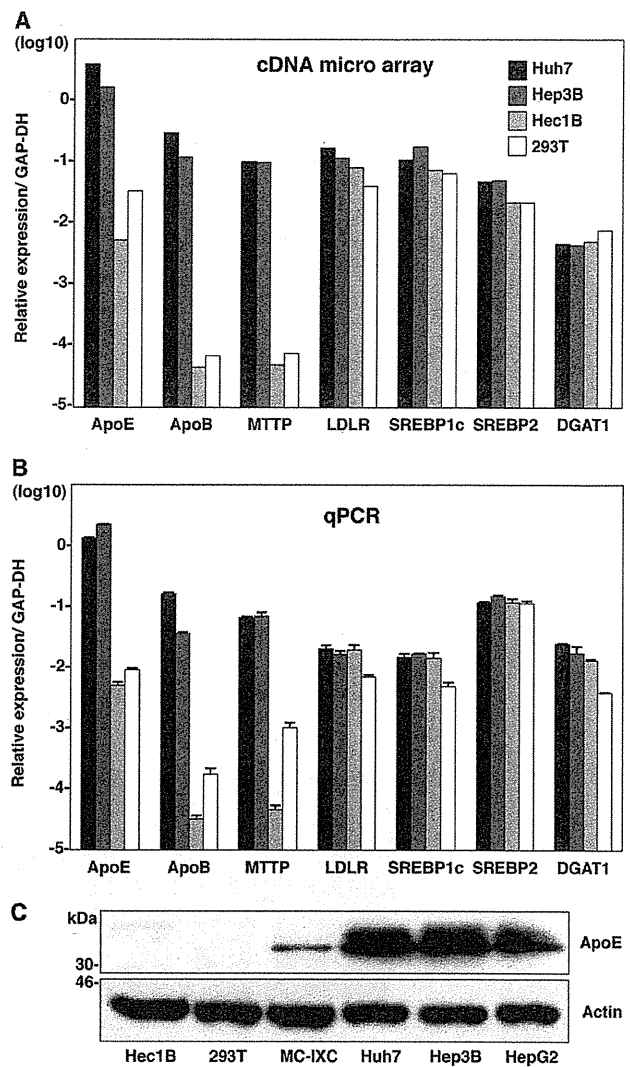 A
(log10)
cDNA micro array
Huh7
Hep3B
Hec1B
293T
Relative expression/ GAP-DH
0
-1
-2
-3
-4
-5
ApoE ApoB MTTP LDLR SREBP1c SREBP2 DGAT1
B
(log10)
qPCR
Relative expression/ GAP-DH
0
-1
-2
-3
-4
-5
ApoE ApoB MTTP LDLR SREBP1c SREBP2 DGAT1
C
kDa
ApoE
30-
46-
Actin
Hec1B 293T MC-IXC Huh7 Hep3B HepG2